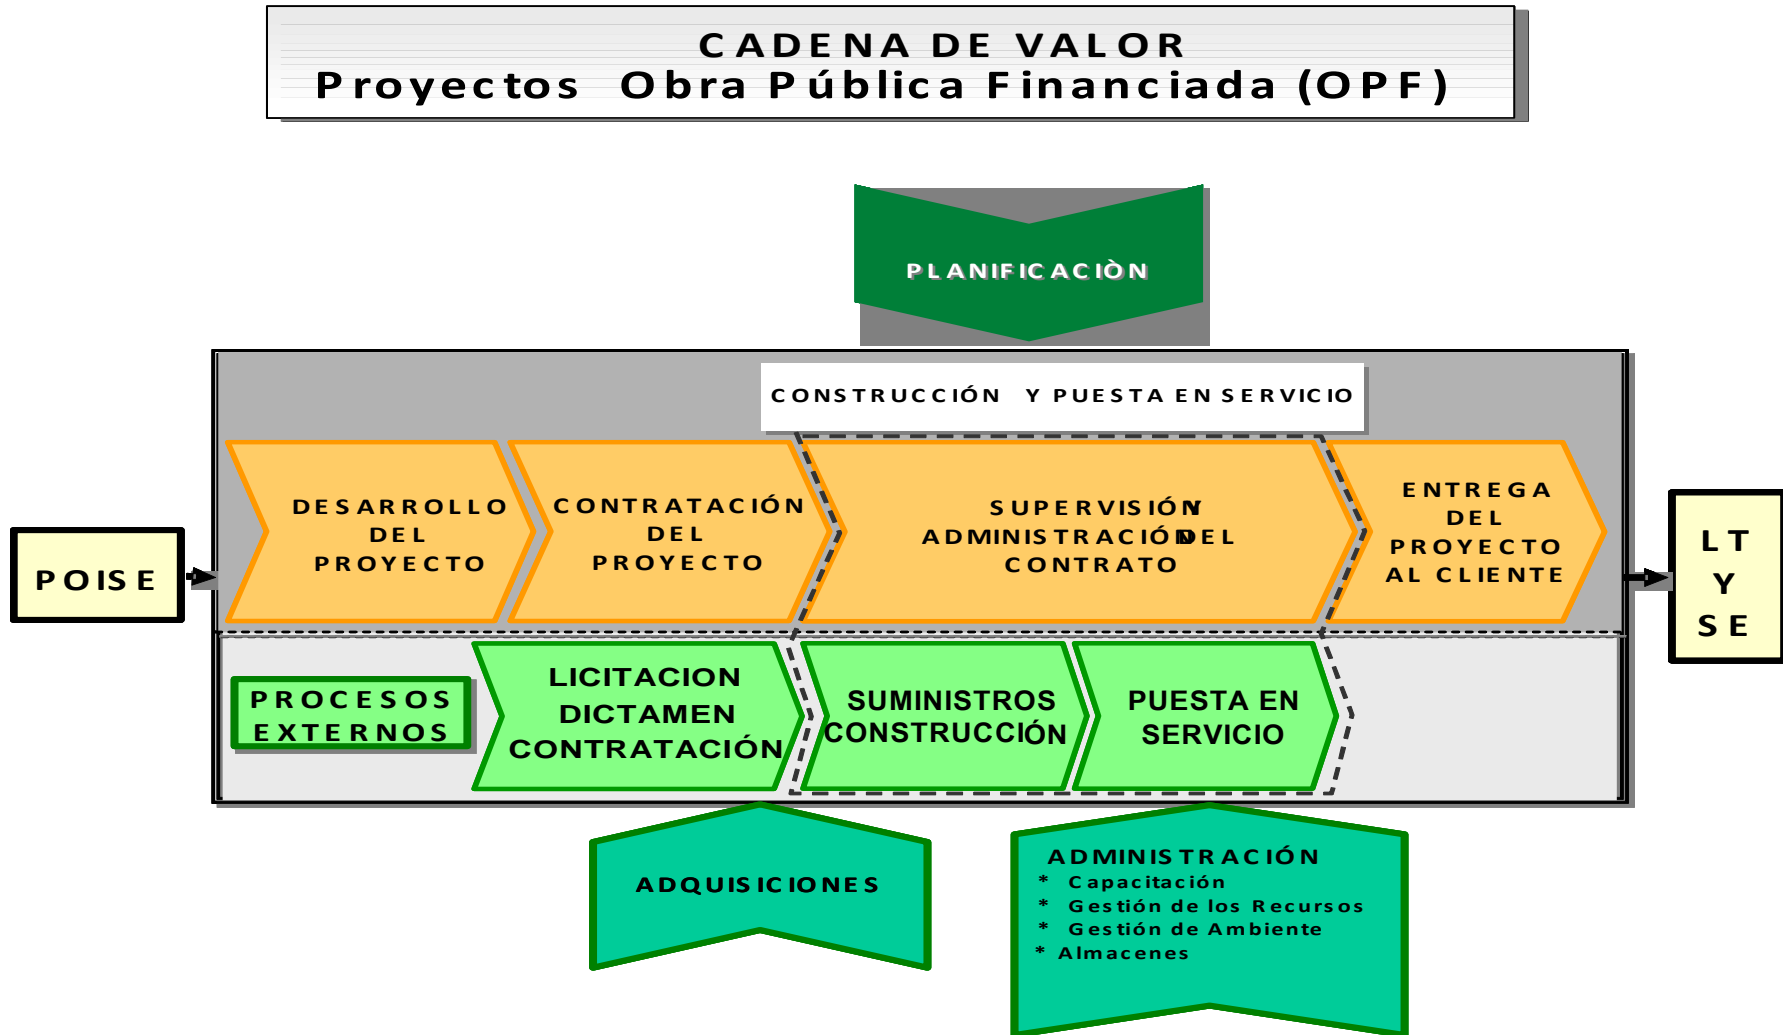 CADENA DE VALOR
Proyectos Obra Pública Financiada (OPF)
PLANIFICACIÒN
CONSTRUCCIÓN Y PUESTA EN SERVICIO
DESARROLLO
DEL
PROYECTO
CONTRATACIÓN
DEL
PROYECTO
SUPERVISIÓN Y
ADMINISTRACIÓN DEL
CONTRATO
ENTREGA
DEL
PROYECTO
AL CLIENTE
POISE
LT
Y
SE
PROCESOS
EXTERNOS
LICITACION
DICTAMEN
CONTRATACIÓN
SUMINISTROS
CONSTRUCCIÓN
PUESTA EN
SERVICIO
ADQUISICIONES
ADMINISTRACIÓN
* Capacitación
* Gestión de los Recursos
* Gestión de Ambiente
* Almacenes